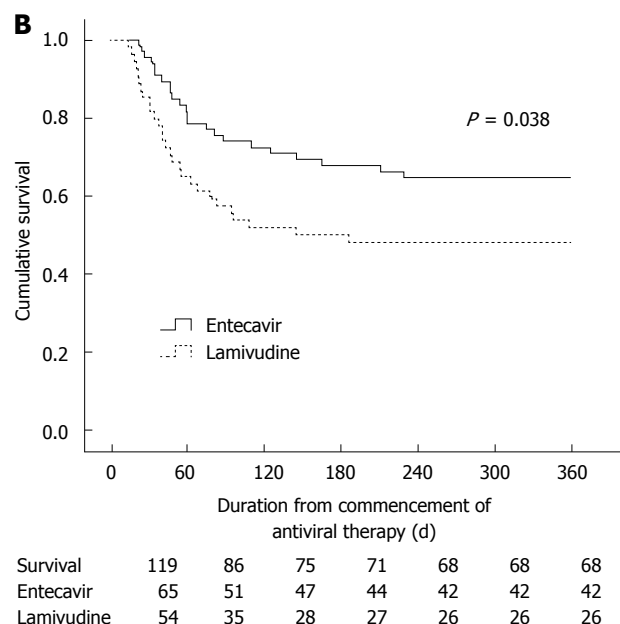 B
1.0
0.8
0.6
0.4
0.2
0.0
Cumulative survival
P = 0.038
Entecavir
Lamivudine
0 60 120 180 240 300 360
Duration from commencement of
antiviral therapy (d)
Survival 119 86 75 71 68 68 68
Entecavir 65 51 47 44 42 42 42
Lamivudine 54 35 28 27 26 26 26